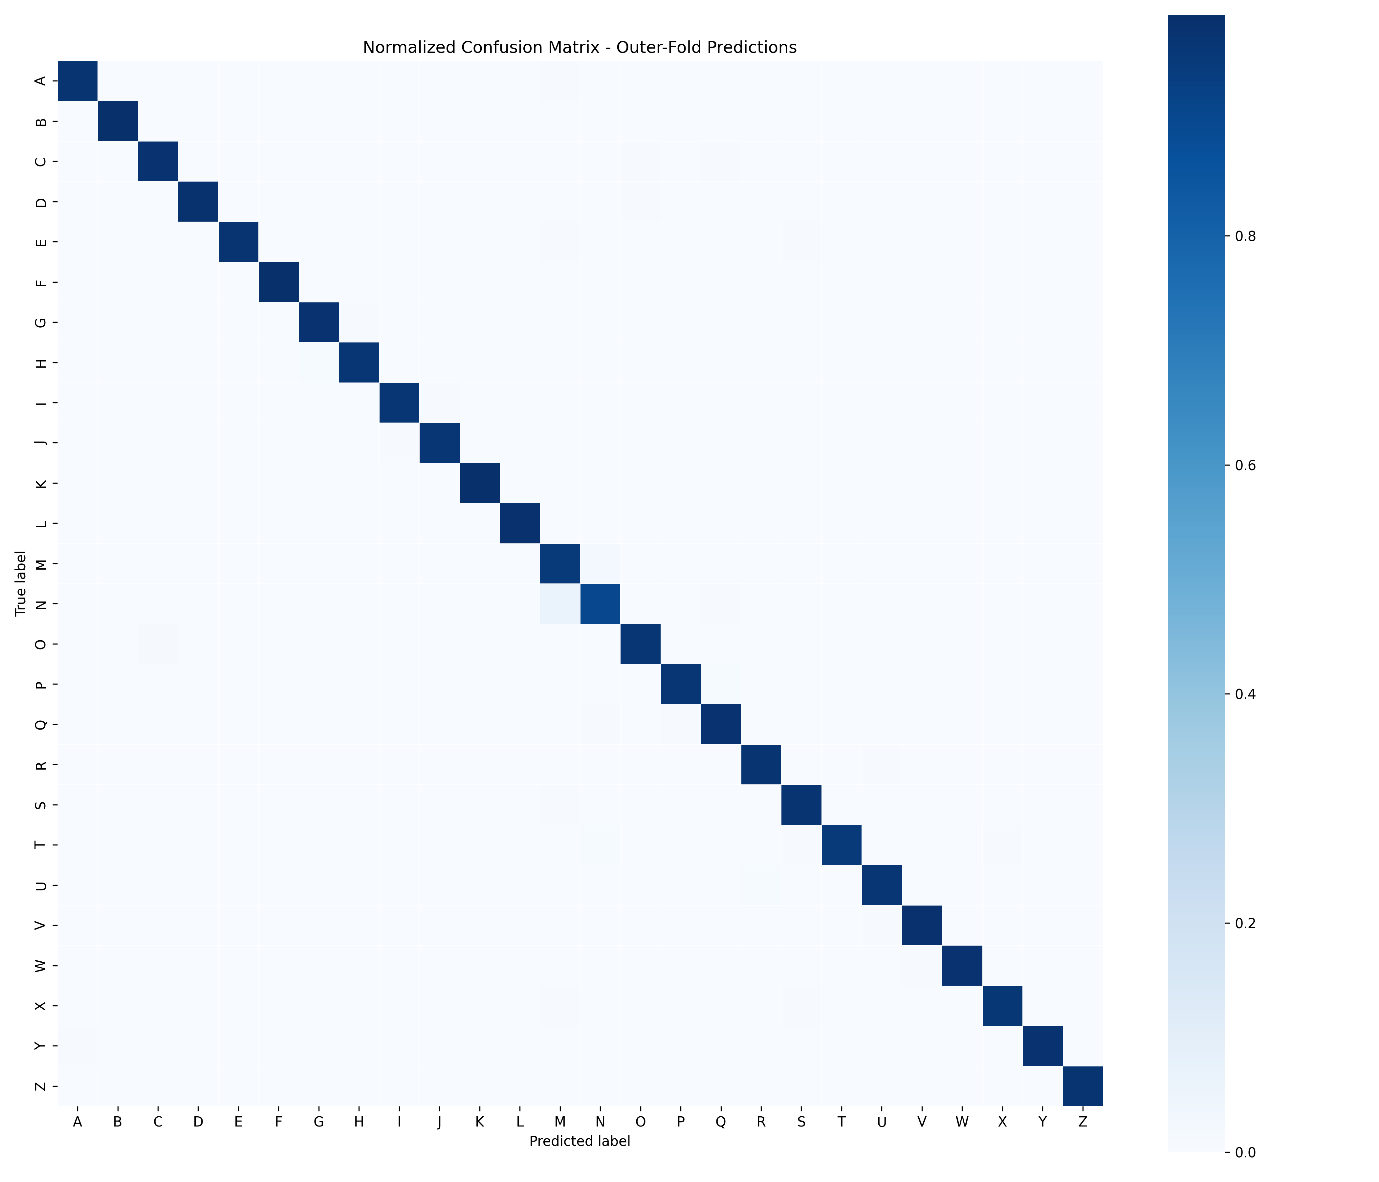 Normalized Confusion Matrix - Outer-Fold Predictions
True label
A
B
C
D
E
F
G
H
I
J
K
L
M
N
O
P
Q
R
S
T
U
V
W
X
Y
Z
A B C D E F G H I J K L M N O P Q R S T U V W X Y Z
Predicted label
0.8
0.6
0.4
0.2
0.0